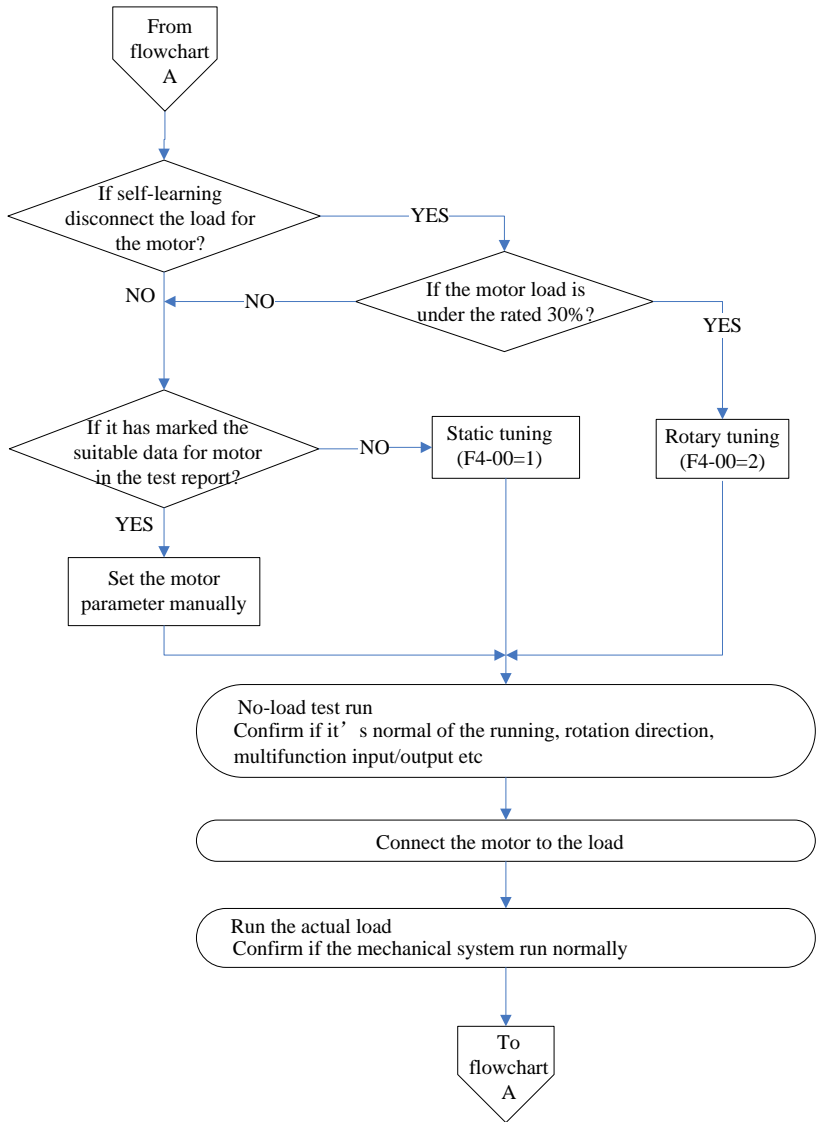 From
flowchart
A
If self-learning
disconnect the load for
the motor?
YES
NO
NO
If the motor load is
under the rated 30%?
YES
If it has marked the
suitable data for motor
in the test report?
NO
Static tuning
(F4-00=1)
Rotary tuning
(F4-00=2)
YES
Set the motor
parameter manually
No-load test run
Confirm if it's normal of the running, rotation direction,
multifunction input/output etc
Connect the motor to the load
Run the actual load
Confirm if the mechanical system run normally
To
flowchart
A